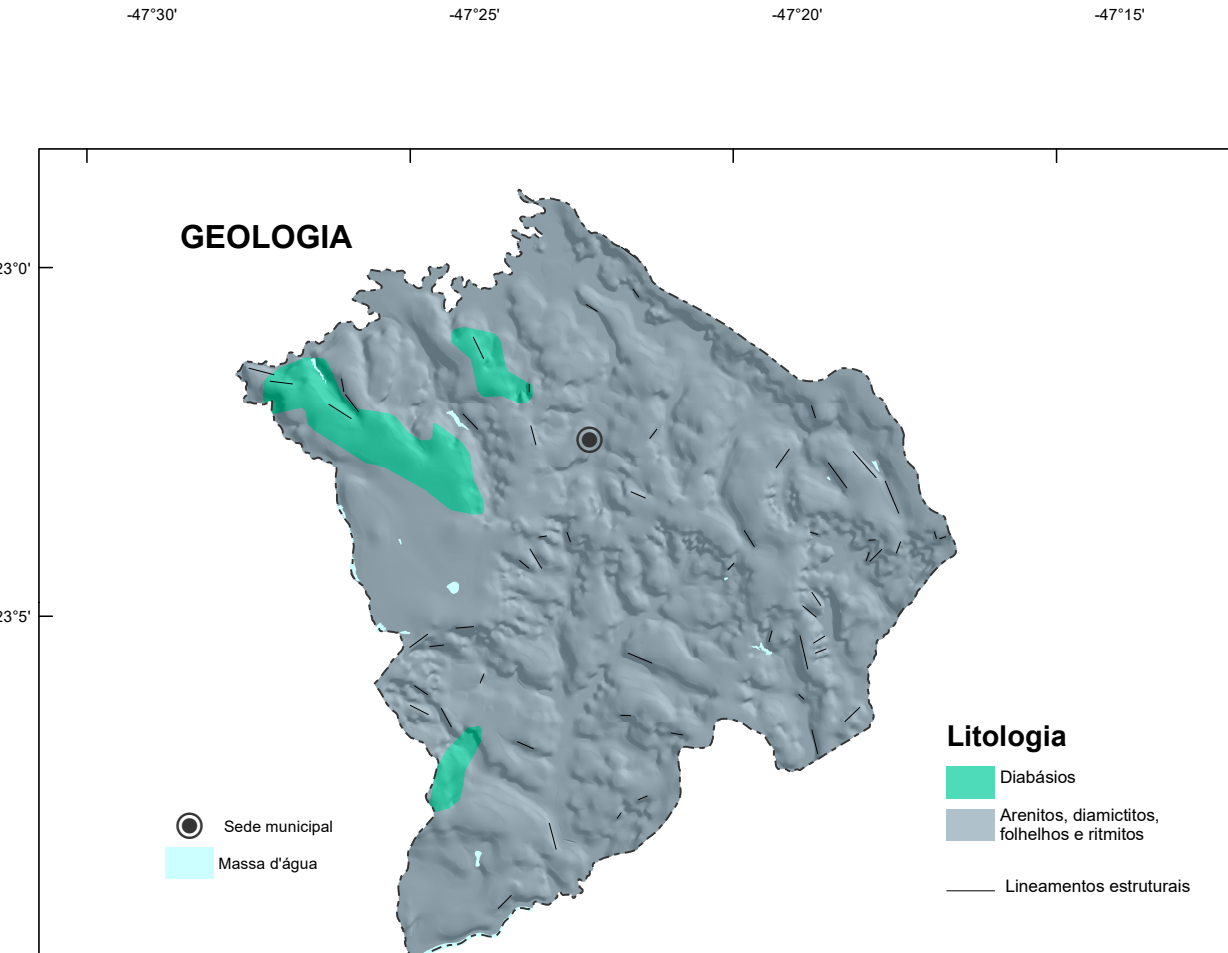 -47°30' -47°25' -47°20' -47°15'
GEOLOGIA
23°0'
23°5'
Litologia
Diabásios
Arenitos, diamictitos,
folhelhos e ritmitos
Sede municipal
Massa d'água
Lineamentos estruturais